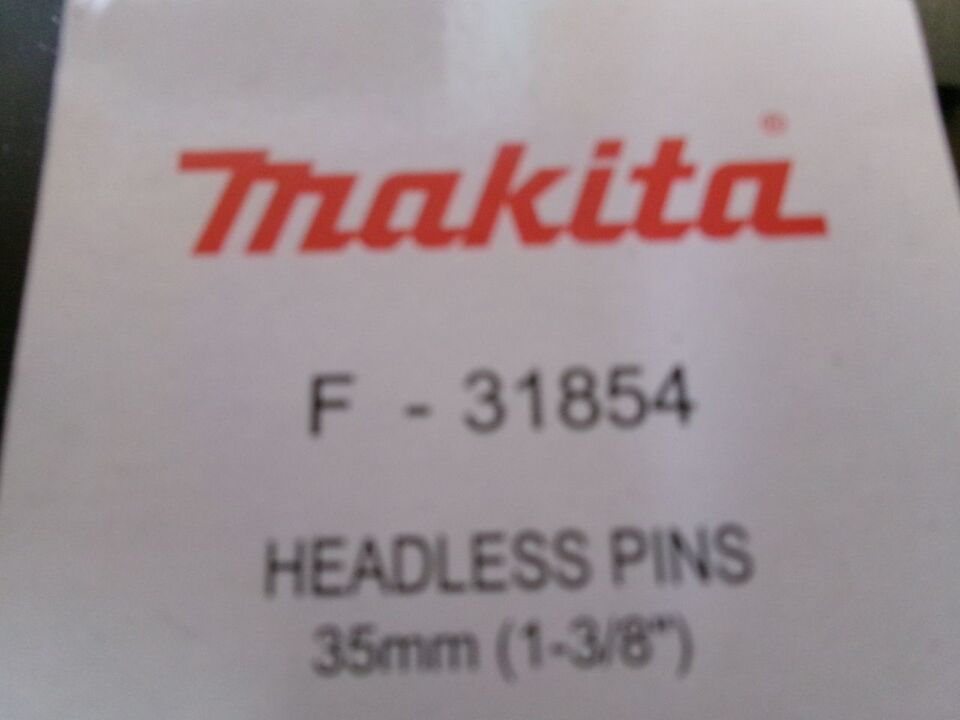 makita®
F - 31854
HEADLESS PINS
35mm (1-3/8")